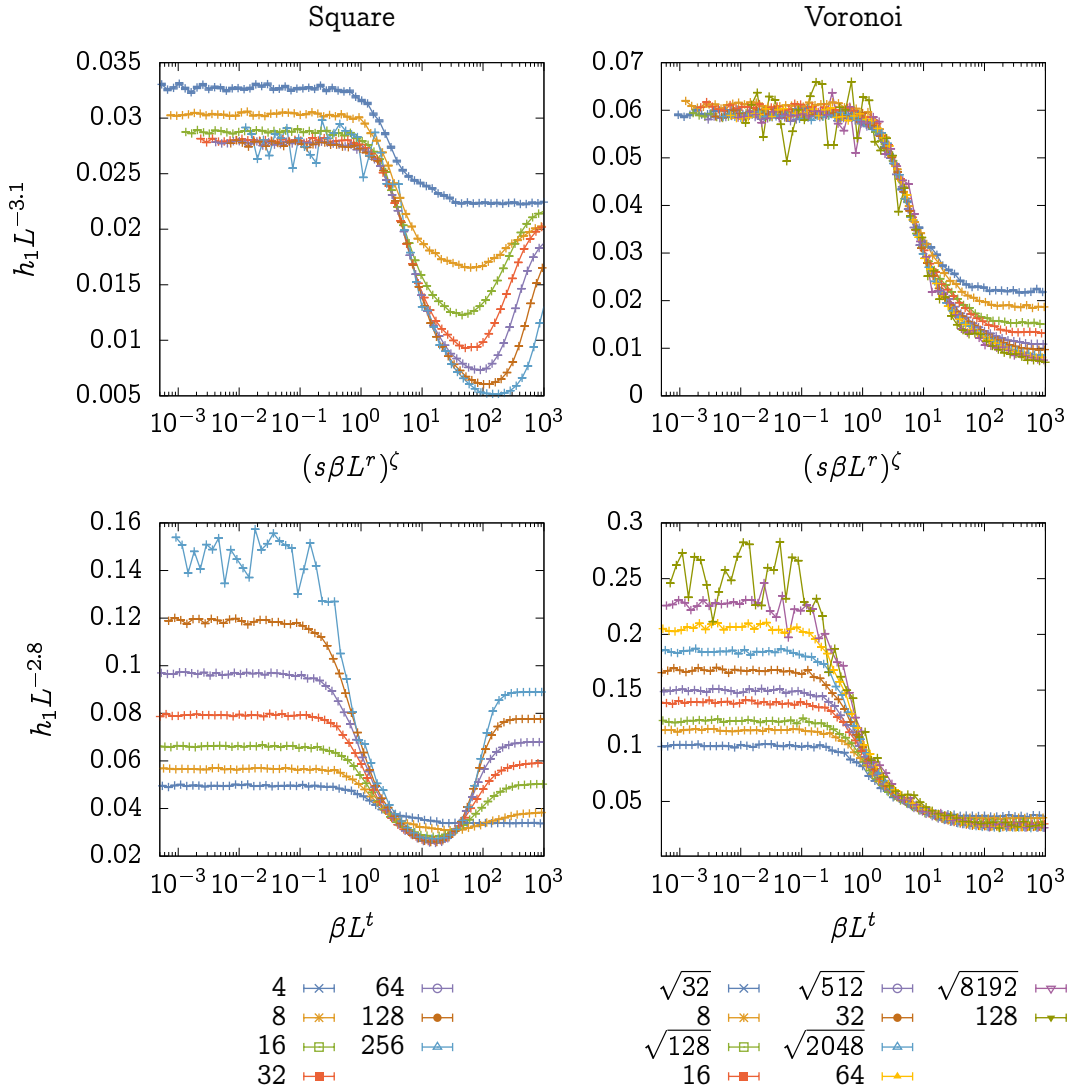 Square Voronoi
0.035
0.03
0.025
0.02
0.015
0.01
0.005
h₁L⁻³·¹
10⁻³ 10⁻² 10⁻¹ 10⁰ 10¹ 10² 10³
(sβLʳ)ᶻ
0.07
0.06
0.05
0.04
0.03
0.02
0.01
0
10⁻³ 10⁻² 10⁻¹ 10⁰ 10¹ 10² 10³
(sβLʳ)^ζ
0.16
0.14
0.12
0.1
0.08
0.06
0.04
0.02
h₁L⁻²·⁸
10⁻³ 10⁻² 10⁻¹ 10⁰ 10¹ 10² 10³
βLᵗ
0.3
0.25
0.2
0.15
0.1
0.05
10⁻³ 10⁻² 10⁻¹ 10⁰ 10¹ 10² 10³
βLᵗ
4 64
8 128
16 256
32
√32 √512 √8192
8 32 128
√128 √2048
16 64